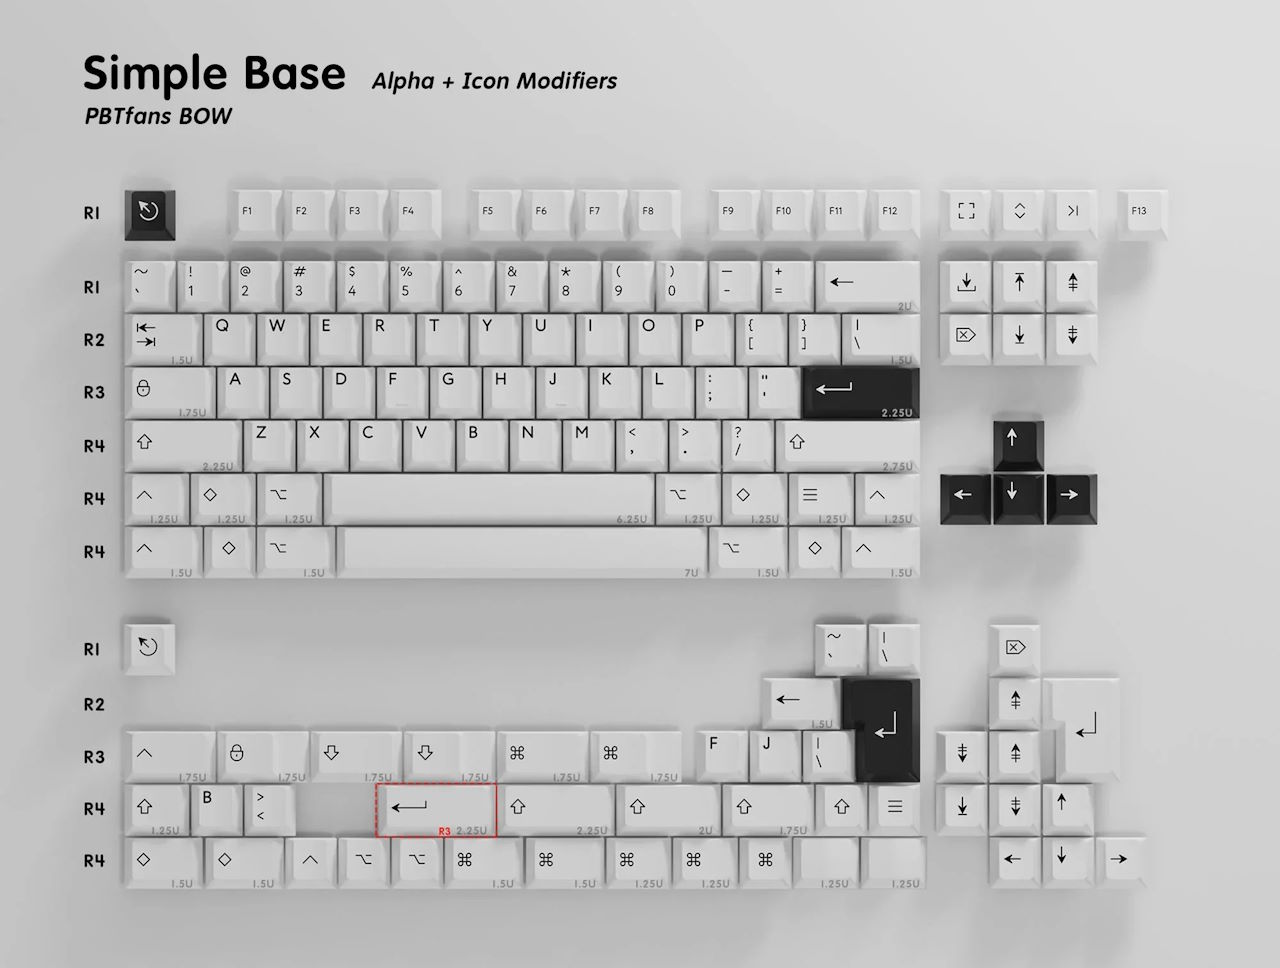 Simple Base Alpha + Icon Modifiers
PBTfans BOW
R1 F1 F2 F3 F4 F5 F6 F7 F8 F9 F10 F11 F12 F13
R1 ~ ` ! 1 @ 2 # 3 $ 4 % 5 ^ 6 & 7 * 8 ( 9 ) 0 — - + = ← 2U
R2 Q W E R T Y U I O P { [ } ] | \
1.5U 1.5U
R3 A S D F G H J K L : ; " '
1.75U 2.25U
R4 Z X C V B N M < , > . ? /
2.25U 2.75U
R4 1.25U 1.25U 1.25U 6.25U 1.25U 1.25U 1.25U 1.25U
R4 1.5U 1.5U 7U 1.5U 1.5U
R1 ~ ` | \
R2 1.5U
R3 F J | \
1.75U 1.75U 1.75U 1.75U 1.75U 1.75U
R4 B > <
1.25U R3 2.25U 2.25U 2U 1.75U
R4 1.5U 1.5U 1.5U 1.5U 1.25U 1.25U 1.25U 1.25U